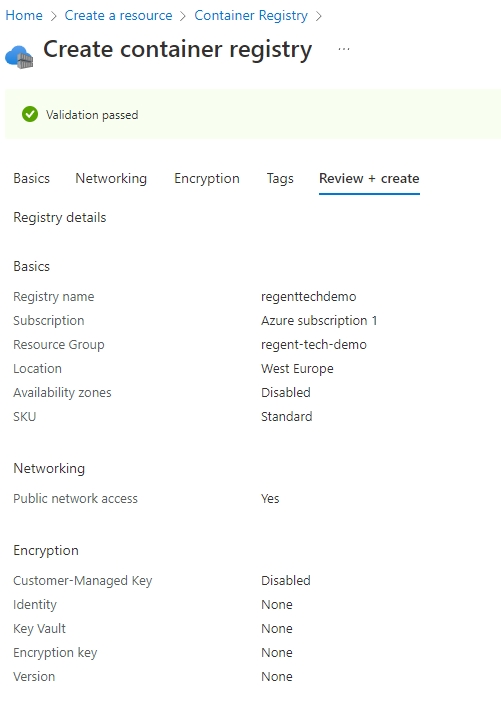 Home > Create a resource > Container Registry >
Create container registry ...
Validation passed
Basics Networking Encryption Tags Review + create
Registry details
Basics
Registry name regenttechdemo
Subscription Azure subscription 1
Resource Group regent-tech-demo
Location West Europe
Availability zones Disabled
SKU Standard
Networking
Public network access Yes
Encryption
Customer-Managed Key Disabled
Identity None
Key Vault None
Encryption key None
Version None